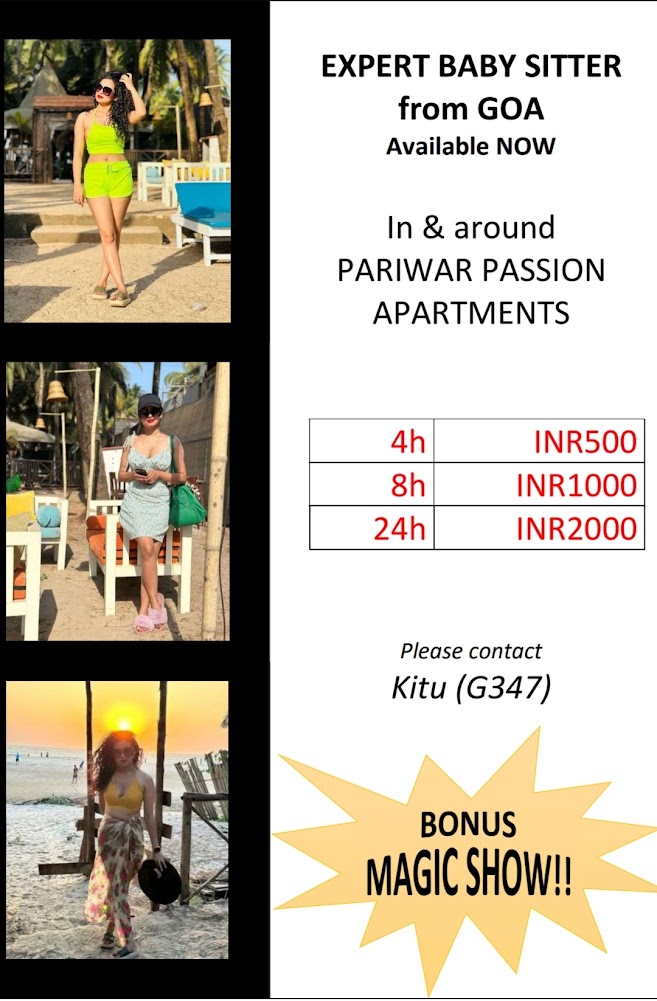 EXPERT BABY SITTER
from GOA
Available NOW
In & around
PARIWAR PASSION
APARTMENTS
4h INR500
8h INR1000
24h INR2000
Please contact
Kitu (G347)
BONUS
MAGIC SHOW!!